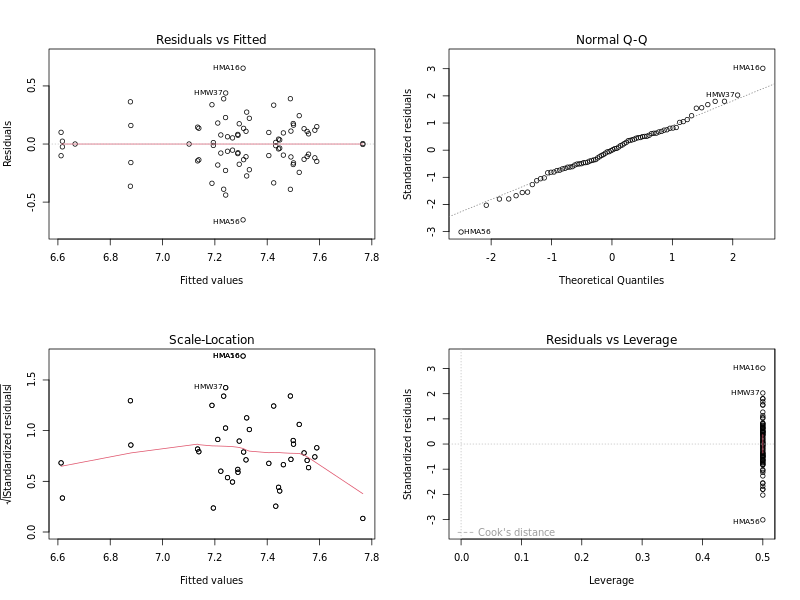 Residuals vs Fitted
Residuals
0.5
0.0
-0.5
HMA16
HMW37
HMA56
6.6 6.8 7.0 7.2 7.4 7.6 7.8
Fitted values
Normal Q-Q
Standardized residuals
3
2
1
0
-1
-2
-3
HMA16
HMW37
HMA56
-2 -1 0 1 2
Theoretical Quantiles
Scale-Location
√|Standardized residuals|
1.5
1.0
0.5
0.0
HMW37
6.6 6.8 7.0 7.2 7.4 7.6 7.8
Fitted values
Residuals vs Leverage
Standardized residuals
3
2
1
0
-1
-2
-3
HMA16
HMW37
HMA56
Cook's distance
0.0 0.1 0.2 0.3 0.4 0.5
Leverage